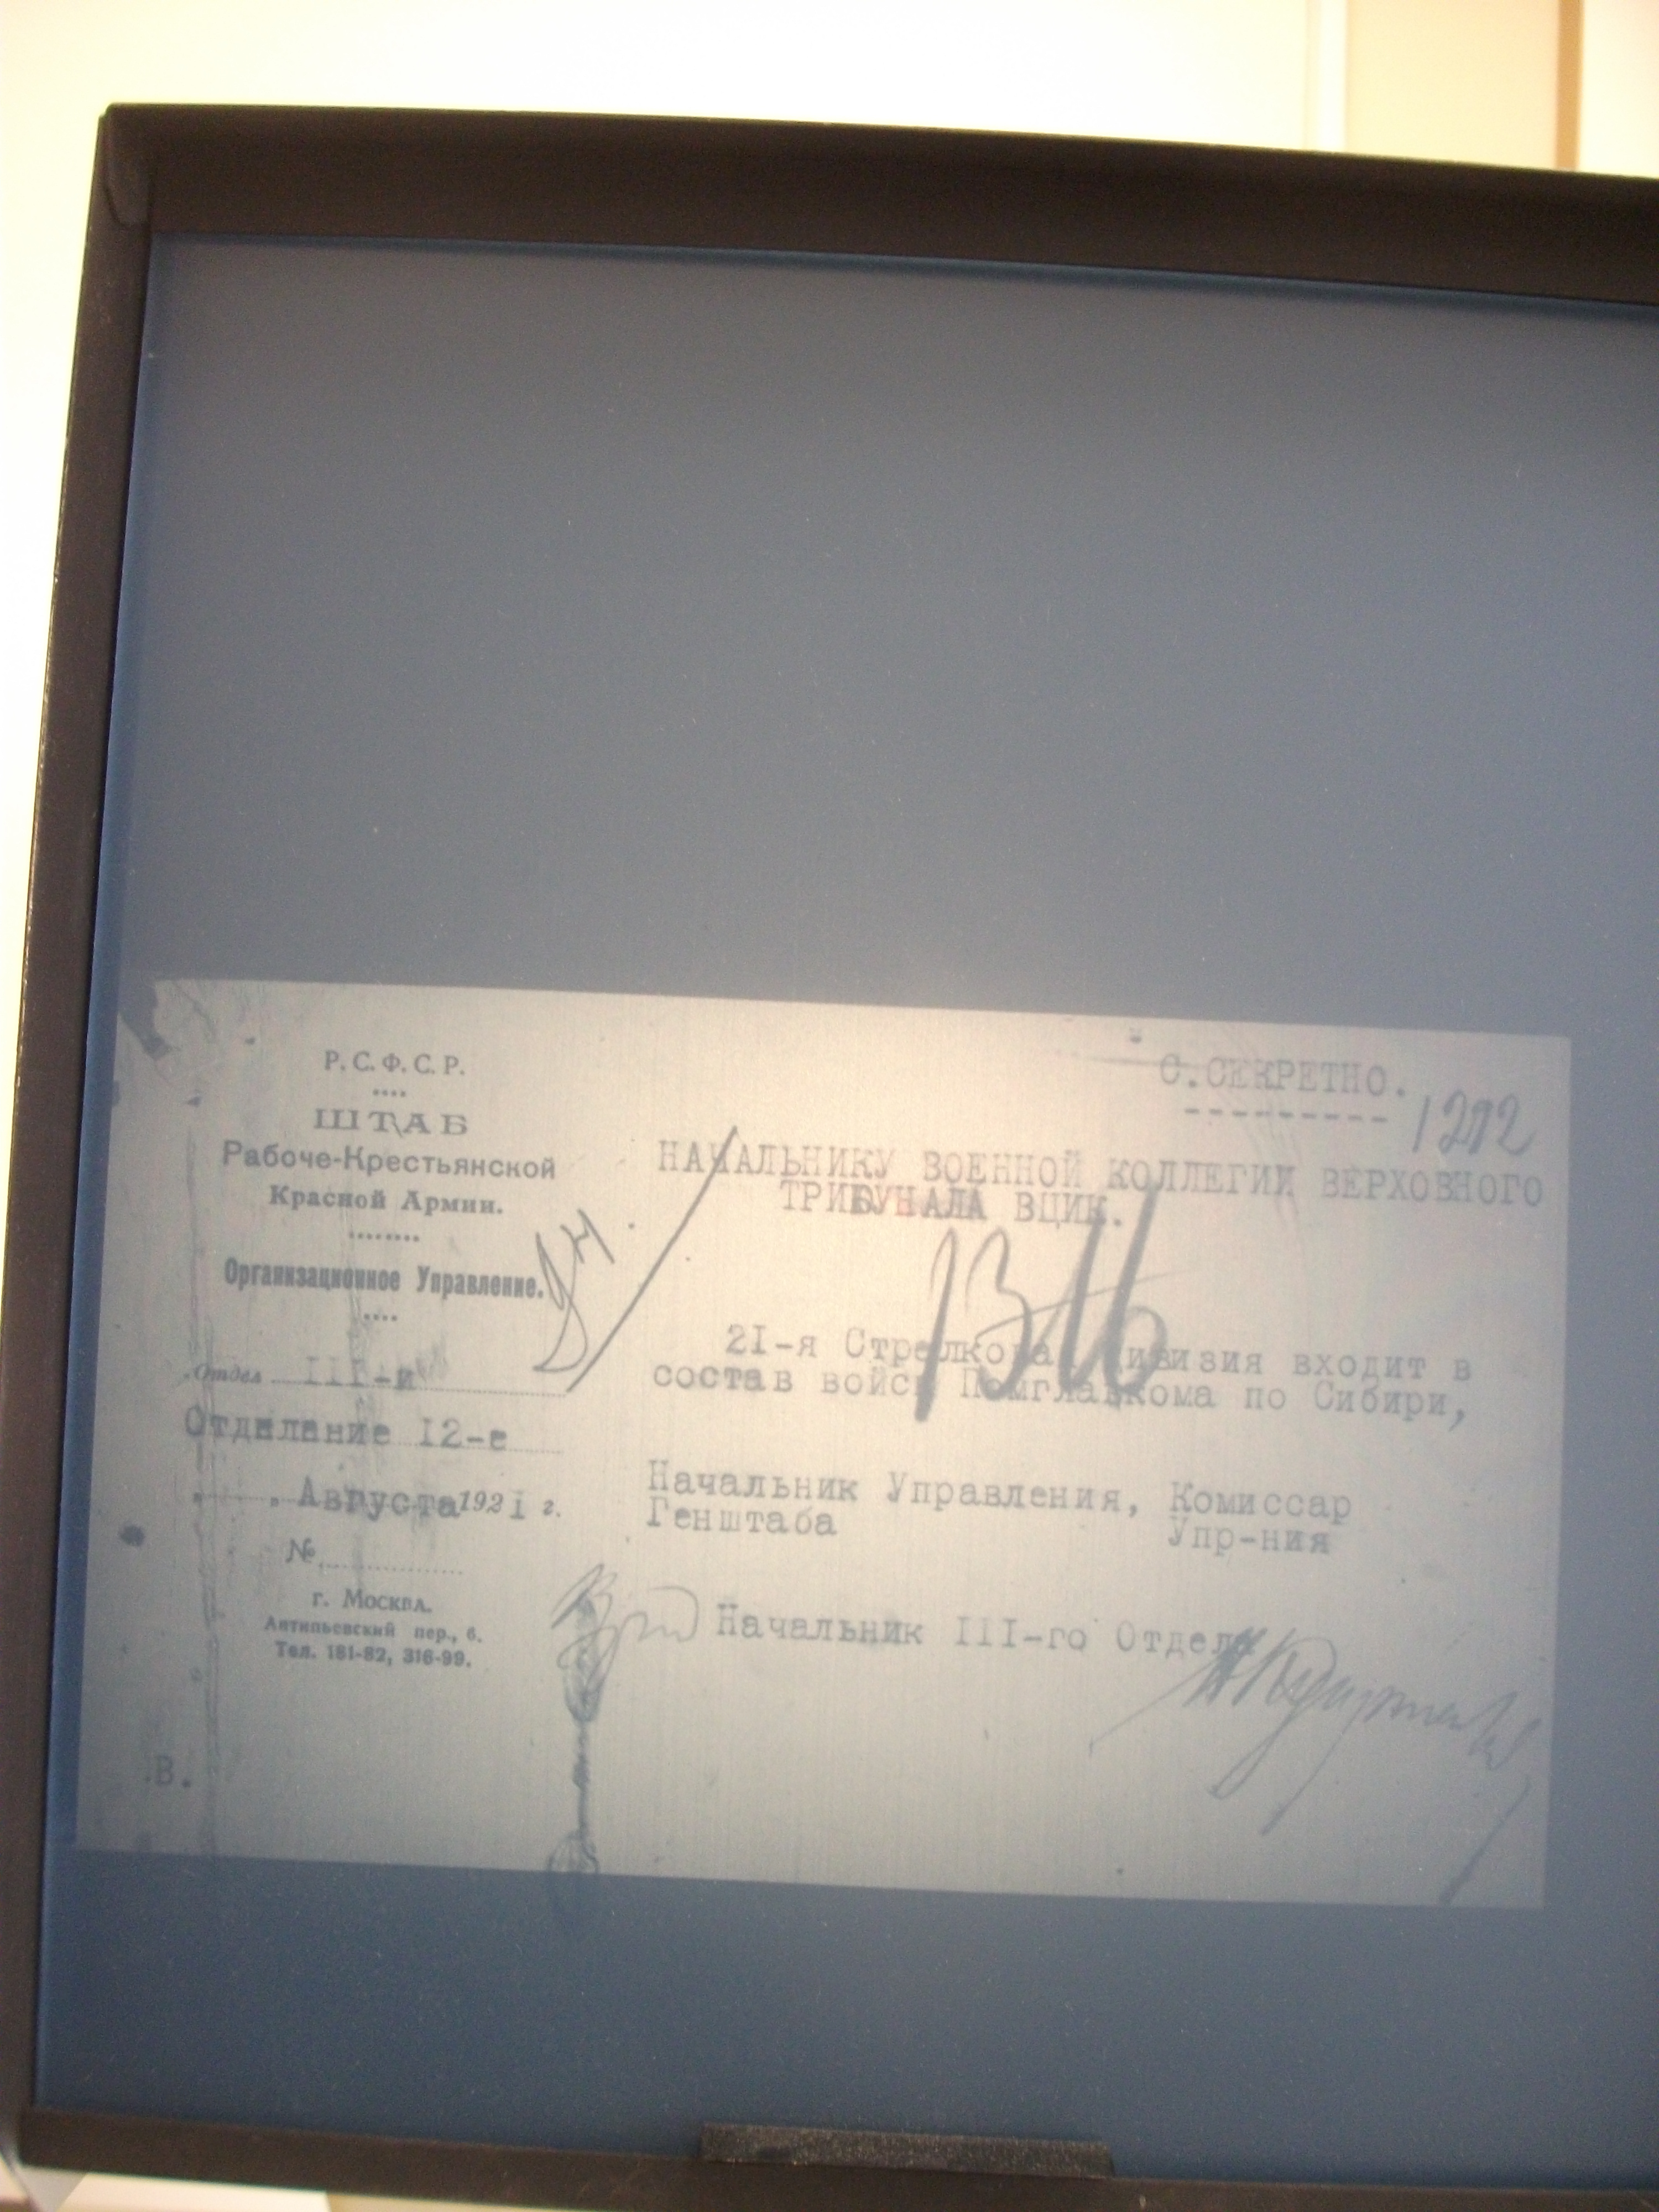 Р.С.Ф.С.Р.
ШТАБ
Рабоче-Крестьянской
Красной Армии.
Организационное Управление.
Отдел III-й
Отделение 12-е
" " Августа 1921 г.
№
г. Москва.
Антипьевский пер., 6.
Тел. 181-82, 316-99.
В.
С.СЕКРЕТНО.
НАЧАЛЬНИКУ ВОЕННОЙ КОЛЛЕГИИ ВЕРХОВНОГО
ТРИБУНАЛА ВЦИК.
21-я Стрелковая дивизия входит в
состав войск Помглавкома по Сибири,
Начальник Управления, Комиссар
Генштаба Упр-ния
Врид Начальник III-го Отдела